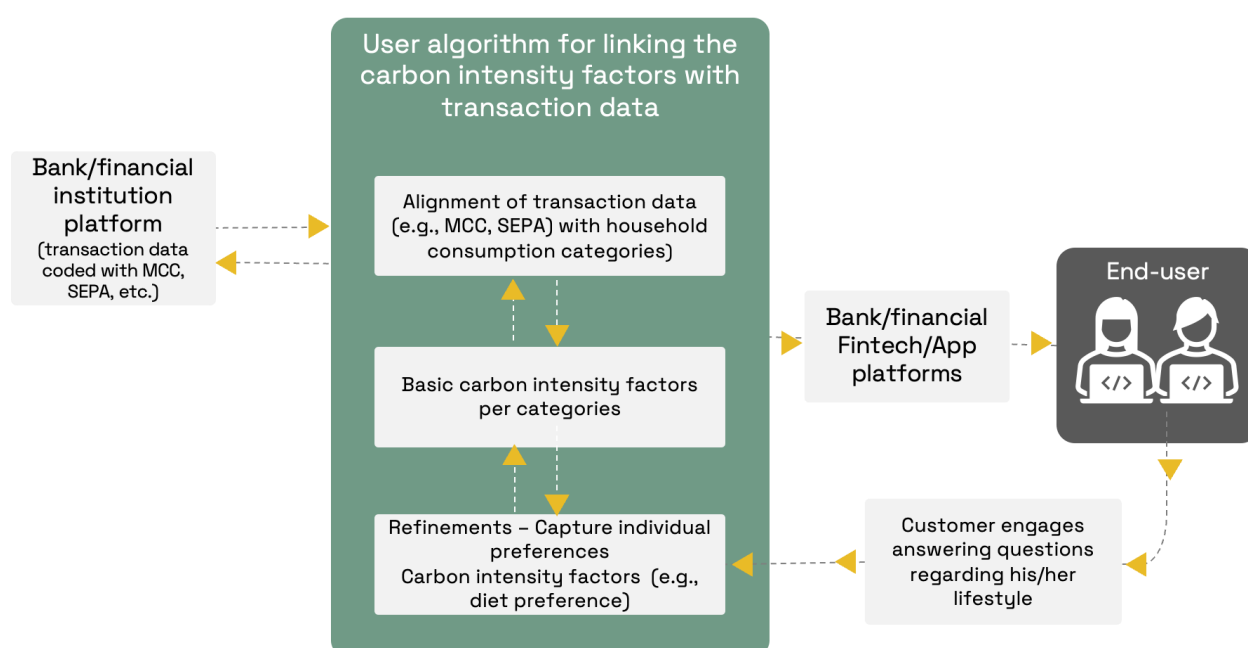 User algorithm for linking the
carbon intensity factors with
transaction data
Bank/financial
institution
platform
(transaction data
coded with MCC,
SEPA, etc.)
Alignment of transaction data
(e.g., MCC, SEPA) with household
consumption categories)
Basic carbon intensity factors
per categories
Refinements – Capture individual
preferences
Carbon intensity factors (e.g.,
diet preference)
Bank/financial
Fintech/App
platforms
End-user
</>
</>
Customer engages
answering questions
regarding his/her
lifestyle